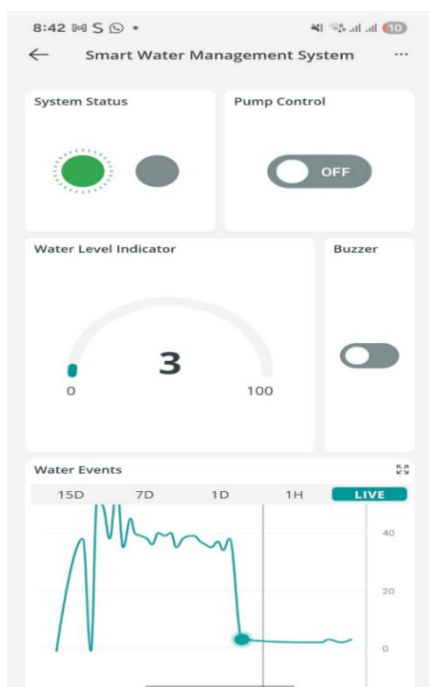 8:42 M S
10
Smart Water Management System
System Status
Pump Control
OFF
Water Level Indicator
Buzzer
3
0
100
Water Events
15D 7D 1D 1H LIVE
40
20
0